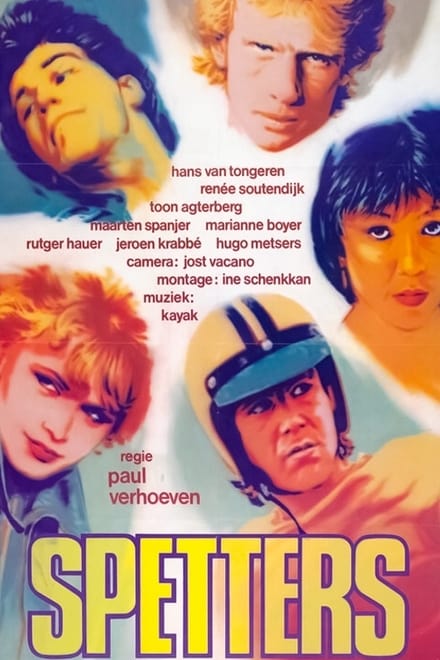 hans van tongeren
renée soutendijk
toon agterberg
maarten spanjer marianne boyer
rutger hauer jeroen krabbé hugo metsers
camera: jost vacano
montage: ine schenkkan
muziek:
kayak
regie
paul
verhoeven
SPETTERS